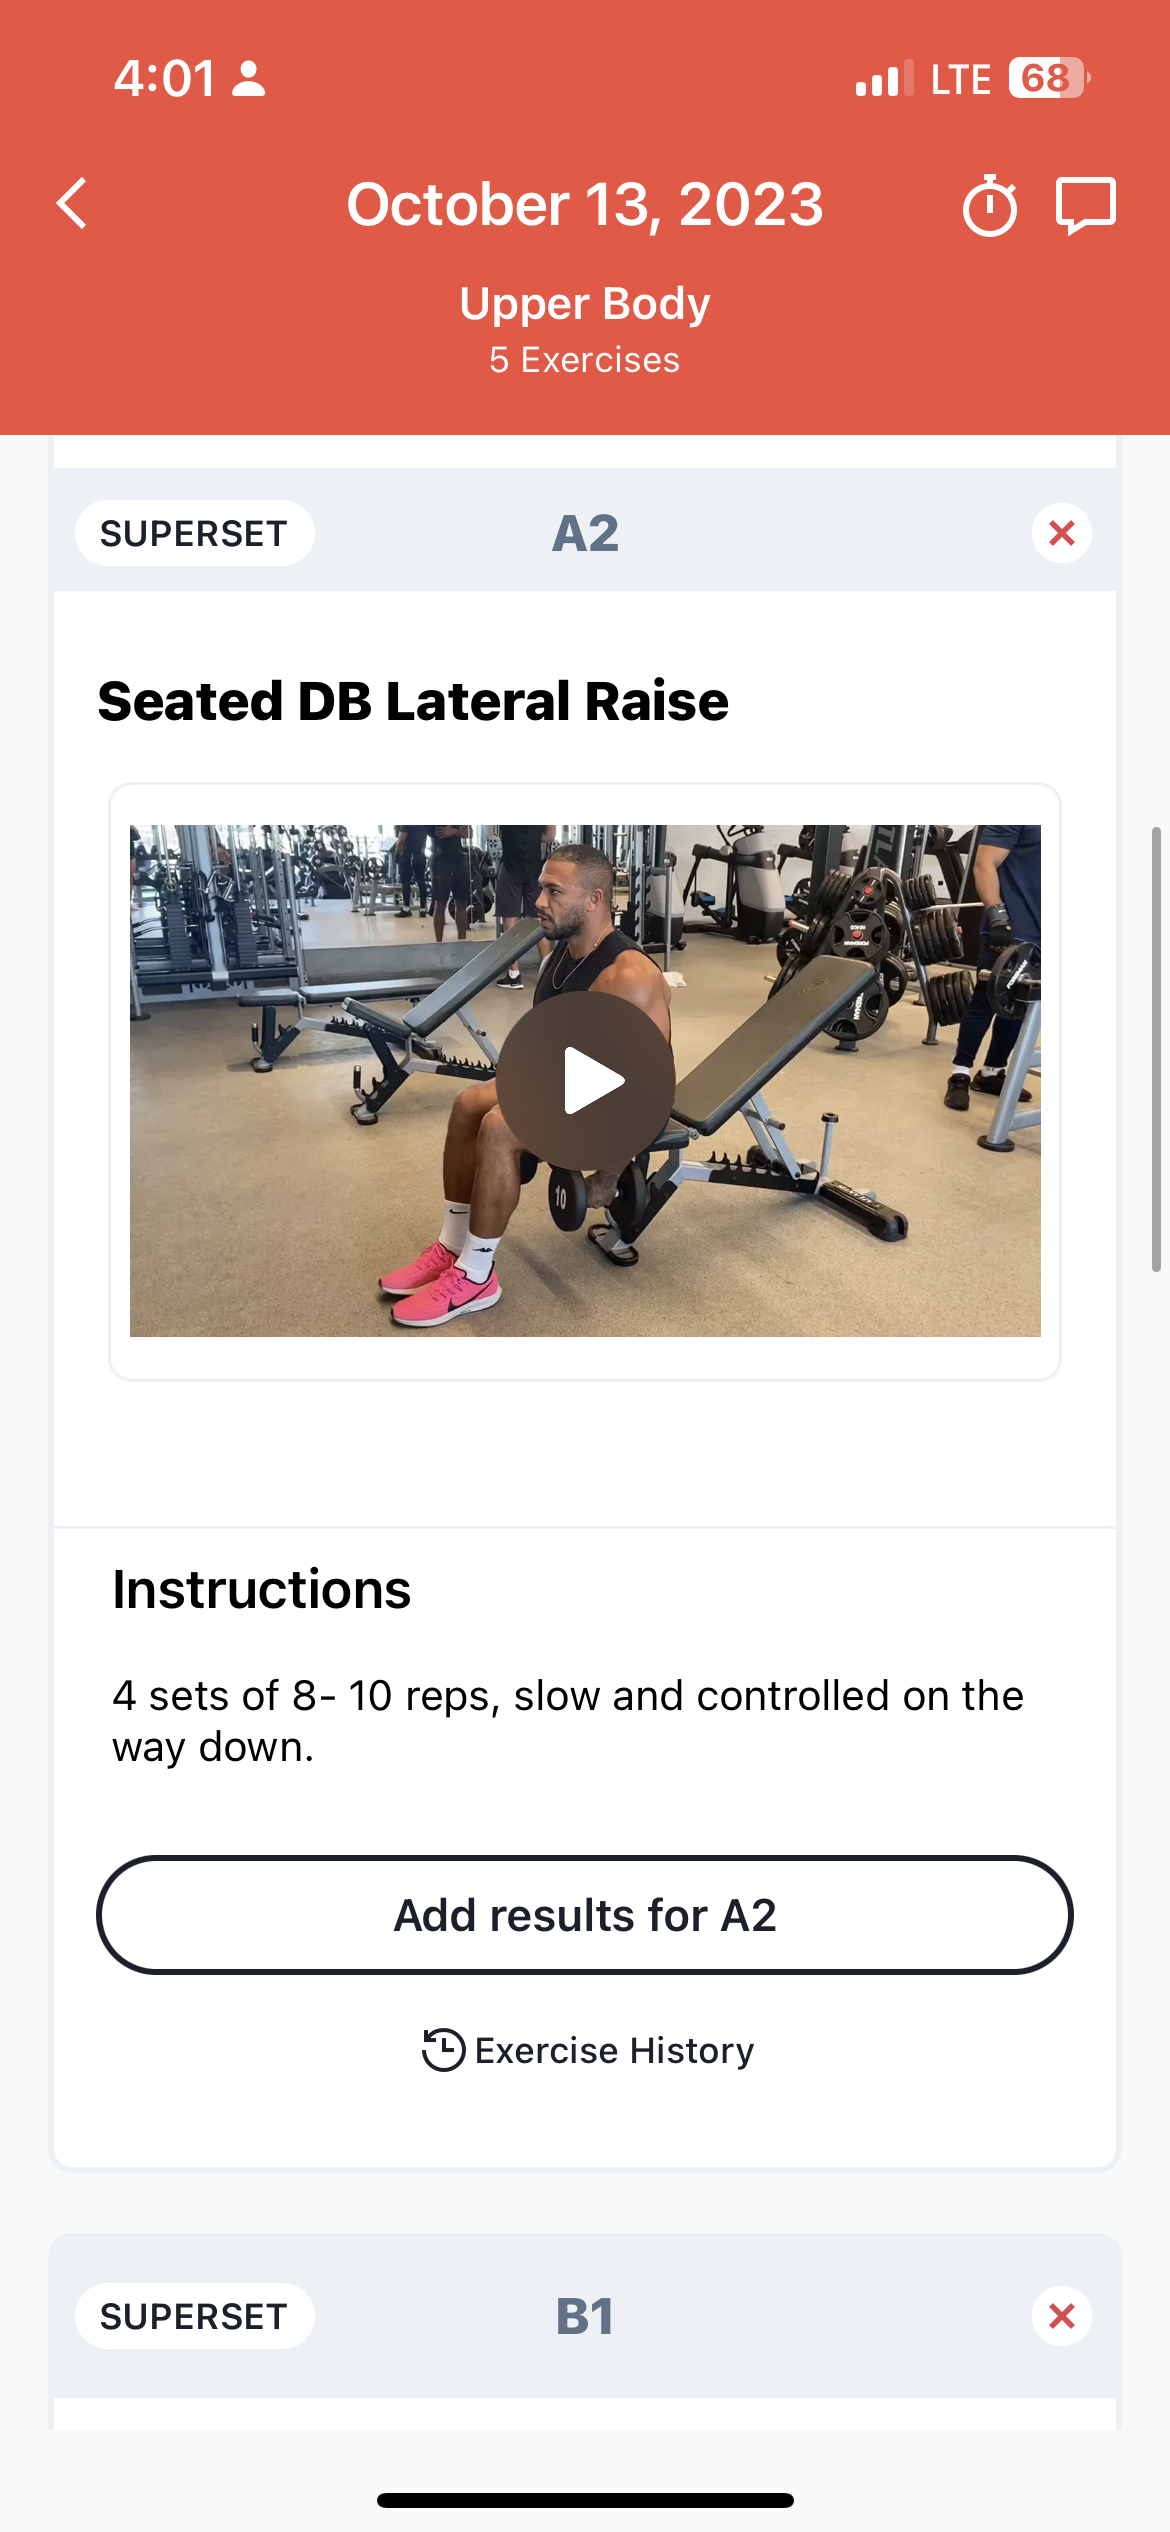 4:01
LTE
68
October 13, 2023
Upper Body
5 Exercises
SUPERSET
A2
Seated DB Lateral Raise
10
Instructions
4 sets of 8- 10 reps, slow and controlled on the
way down.
Add results for A2
Exercise History
SUPERSET
B1